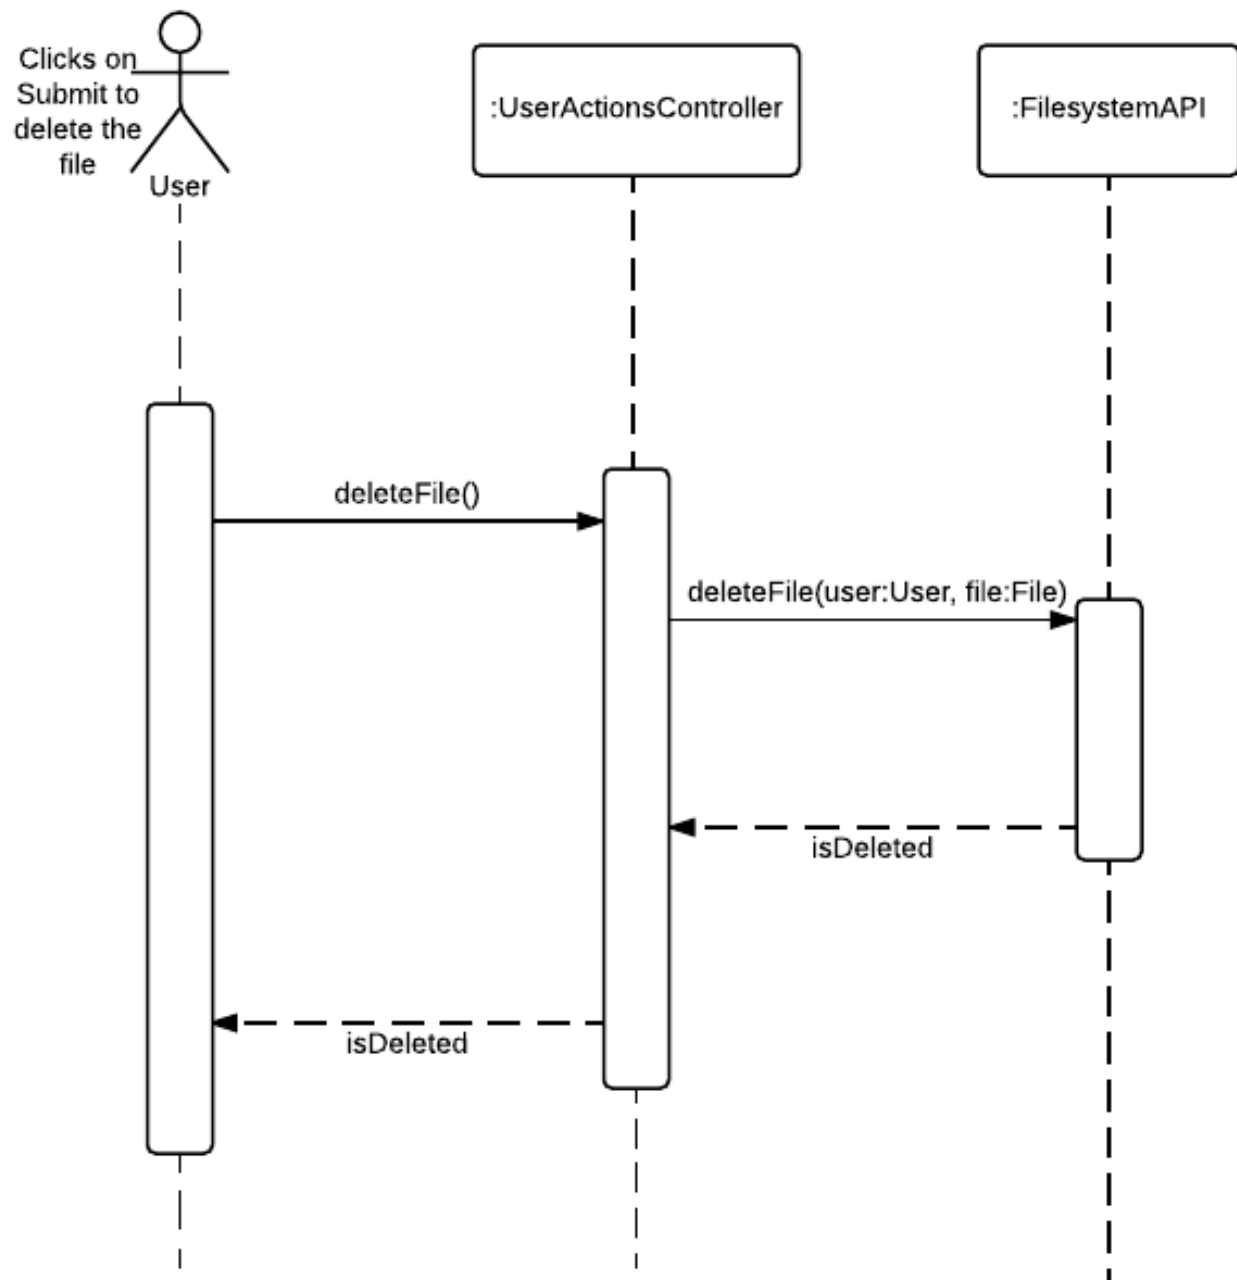 Clicks on
Submit to
delete the
file
User
:UserActionsController
:FilesystemAPI
deleteFile()
deleteFile(user:User, file:File)
isDeleted
isDeleted